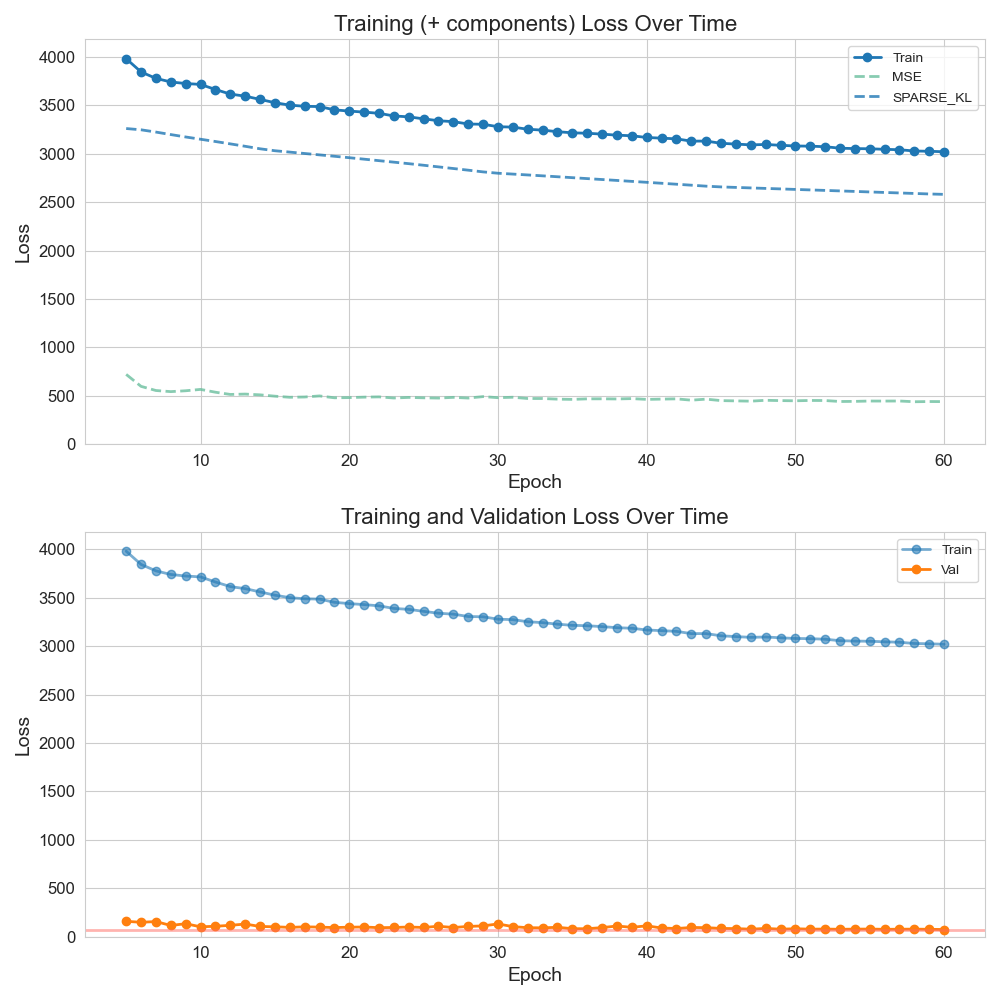 Training (+ components) Loss Over Time
4000
3500
3000
2500
2000
1500
1000
500
0
Loss
Train
MSE
SPARSE_KL
10 20 30 40 50 60
Epoch
Training and Validation Loss Over Time
4000
3500
3000
2500
2000
1500
1000
500
0
Loss
Train
Val
10 20 30 40 50 60
Epoch